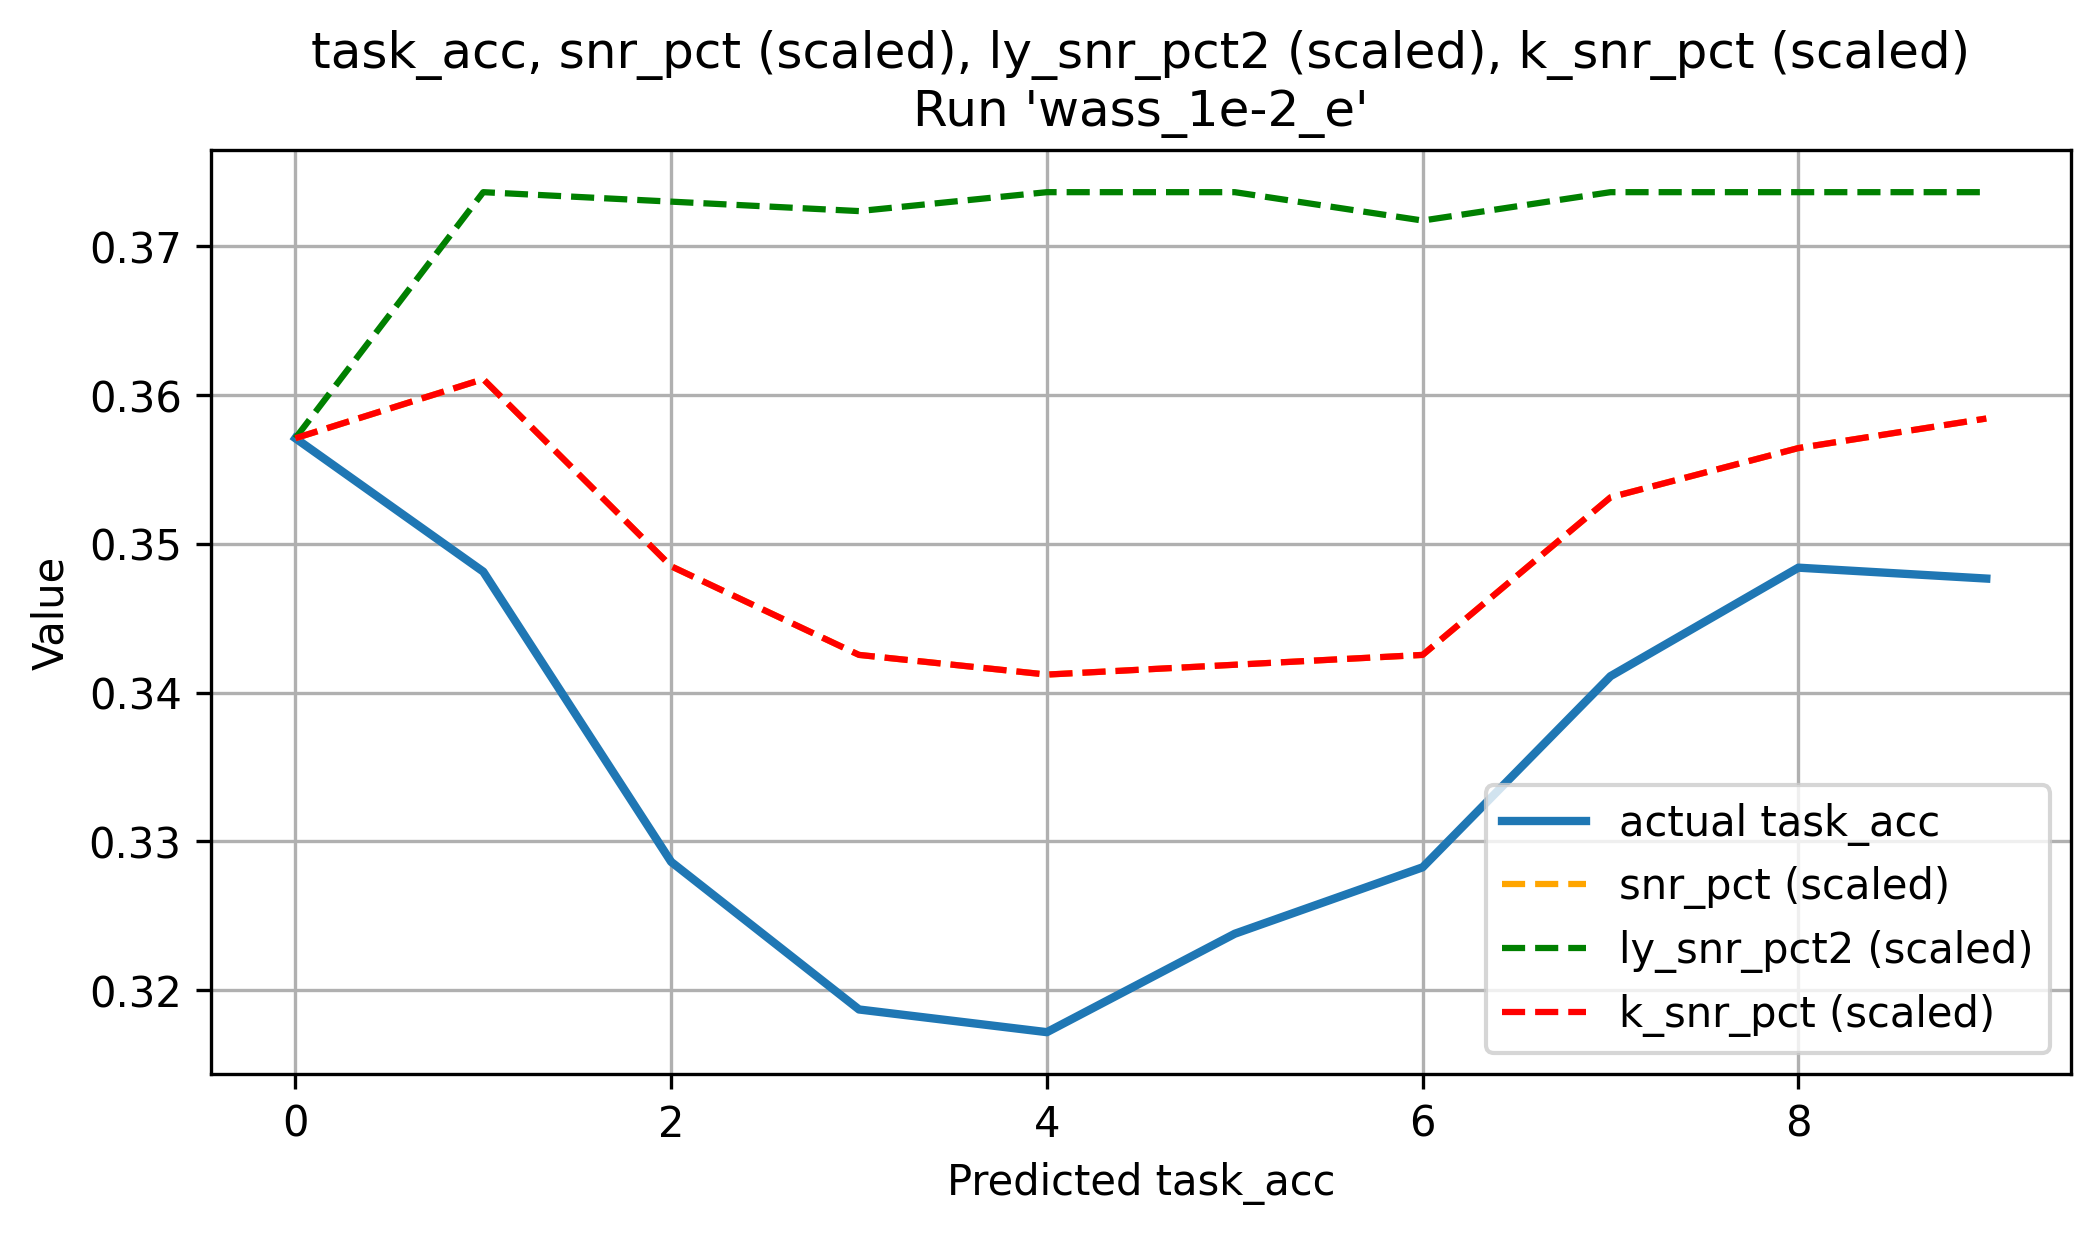 task_acc, snr_pct (scaled), ly_snr_pct2 (scaled), k_snr_pct (scaled)
Run 'wass_1e-2_e'
Value
0.37
0.36
0.35
0.34
0.33
0.32
actual task_acc
snr_pct (scaled)
ly_snr_pct2 (scaled)
k_snr_pct (scaled)
0 2 4 6 8
Predicted task_acc